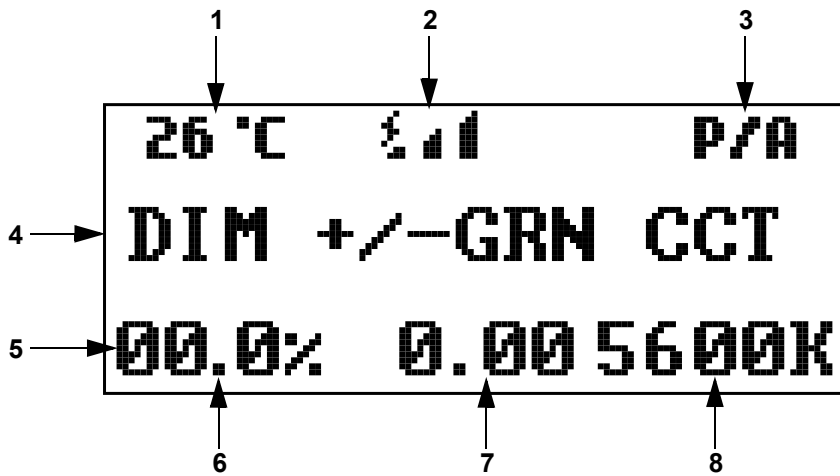 1 2 3
26 °C P/A
4 DIM +/-GRN CCT
5 00.0% 0.00 5600K
6 7 8